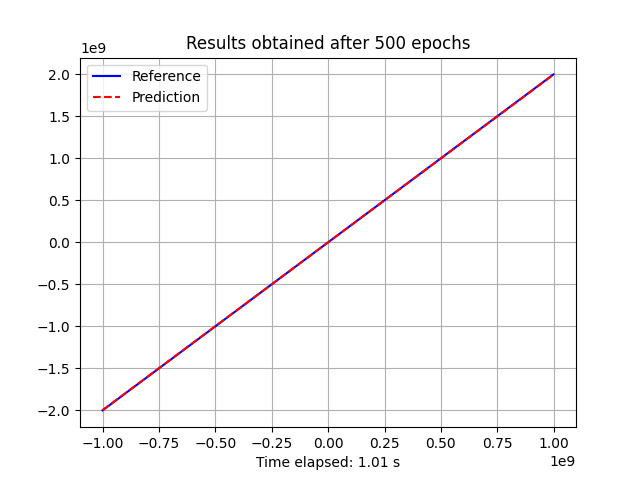 Results obtained after 500 epochs
1e9
Reference
Prediction
2.0
1.5
1.0
0.5
0.0
−0.5
−1.0
−1.5
−2.0
−1.00 −0.75 −0.50 −0.25 0.00 0.25 0.50 0.75 1.00
Time elapsed: 1.01 s
1e9